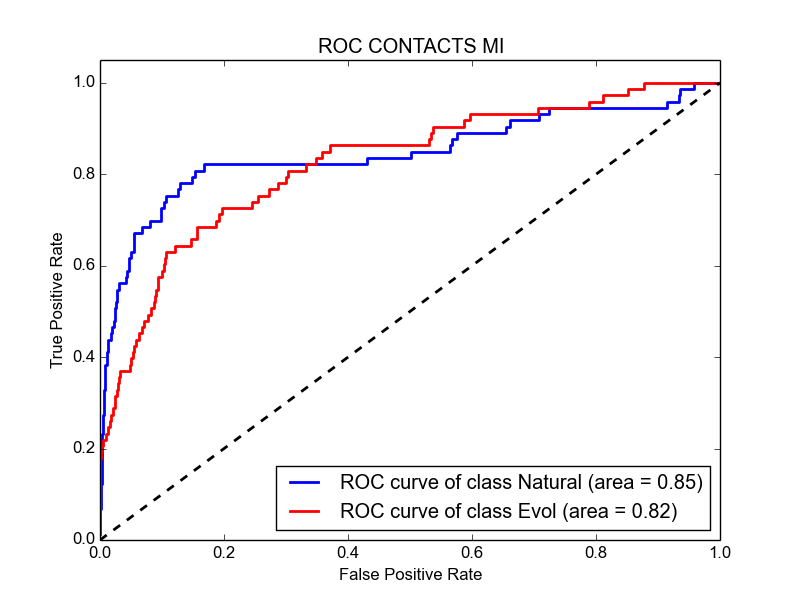 ROC CONTACTS MI
1.0
0.8
0.6
0.4
0.2
0.0
True Positive Rate
ROC curve of class Natural (area = 0.85)
ROC curve of class Evol (area = 0.82)
0.0 0.2 0.4 0.6 0.8 1.0
False Positive Rate